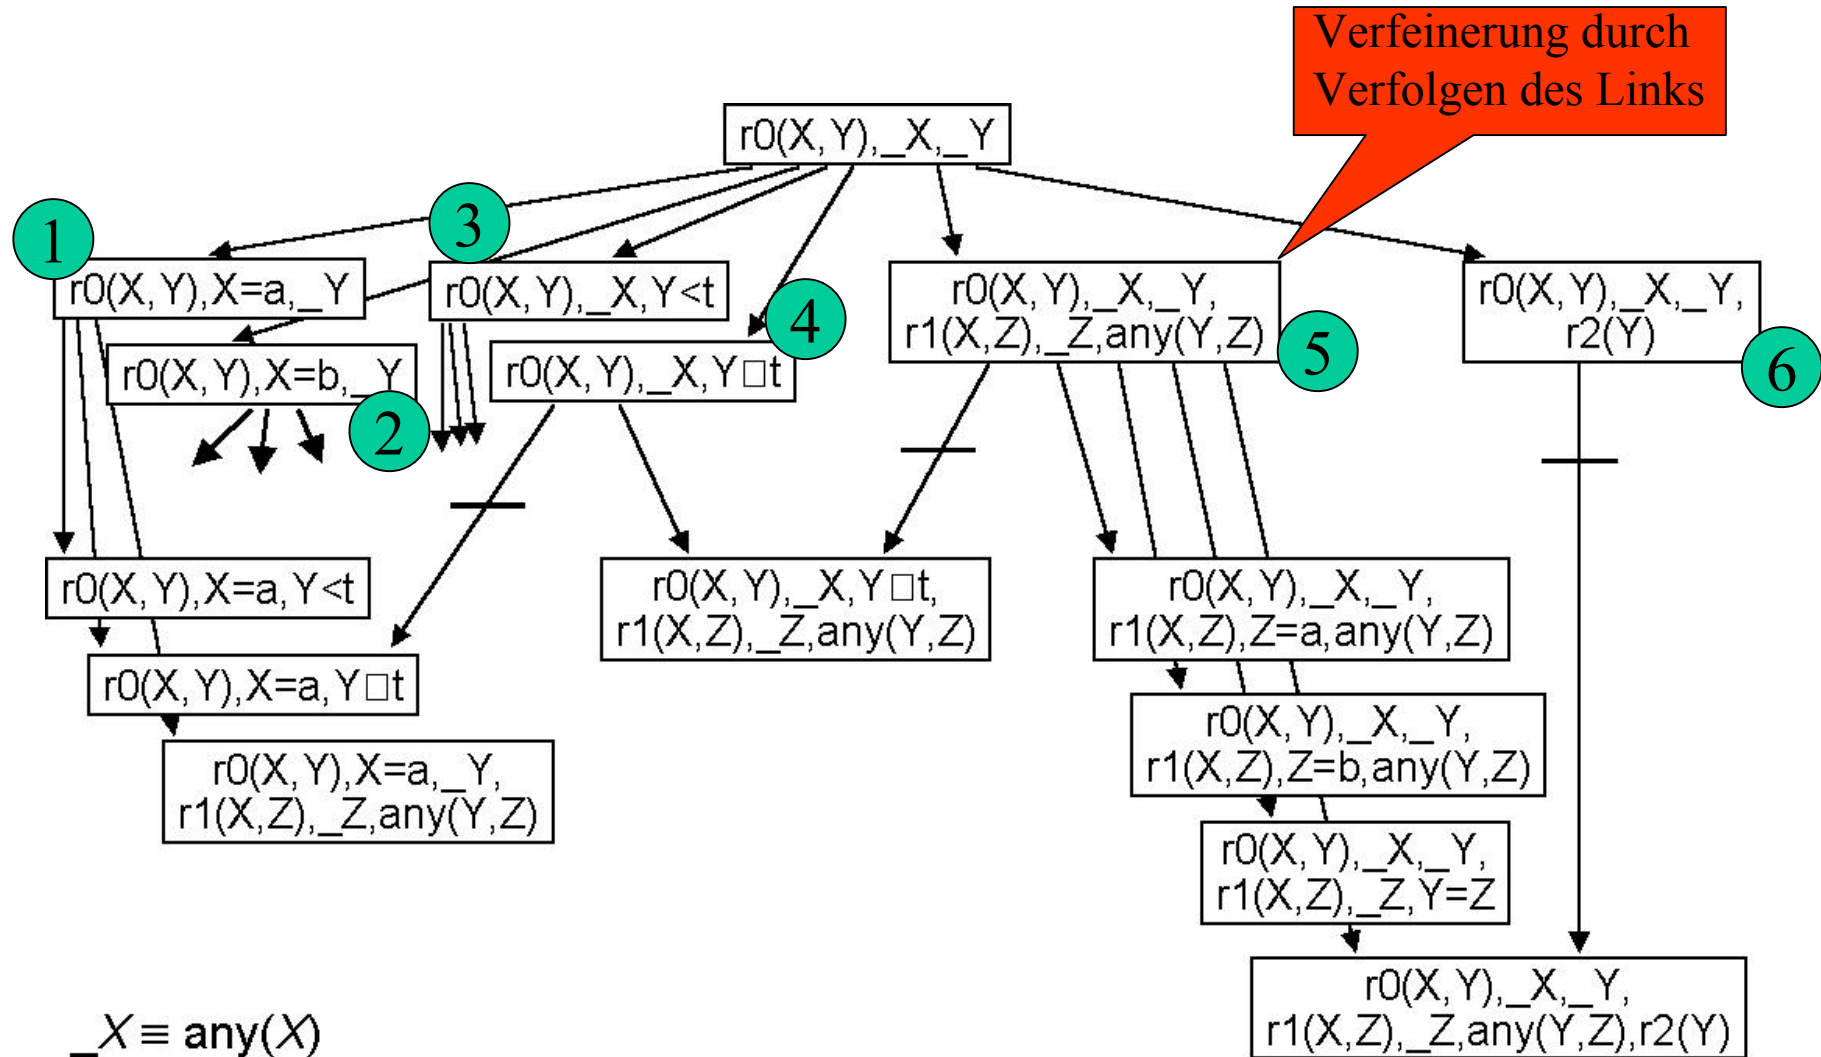 Verfeinerung durch
Verfolgen des Links
r0(X,Y),_X,_Y
1
r0(X,Y),X=a,_Y
3
r0(X,Y),_X,Y<t
r0(X,Y),_X,_Y,
r1(X,Z),_Z,any(Y,Z)
5
r0(X,Y),_X,_Y,
r2(Y)
6
r0(X,Y),X=b,_Y
2
r0(X,Y),_X,Y□t
4
r0(X,Y),X=a,Y<t
r0(X,Y),X=a,Y□t
r0(X,Y),X=a,_Y,
r1(X,Z),_Z,any(Y,Z)
r0(X,Y),_X,Y□t,
r1(X,Z),_Z,any(Y,Z)
r0(X,Y),_X,_Y,
r1(X,Z),Z=a,any(Y,Z)
r0(X,Y),_X,_Y,
r1(X,Z),Z=b,any(Y,Z)
r0(X,Y),_X,_Y,
r1(X,Z),_Z,Y=Z
r0(X,Y),_X,_Y,
r1(X,Z),_Z,any(Y,Z),r2(Y)
_X ≡ any(X)